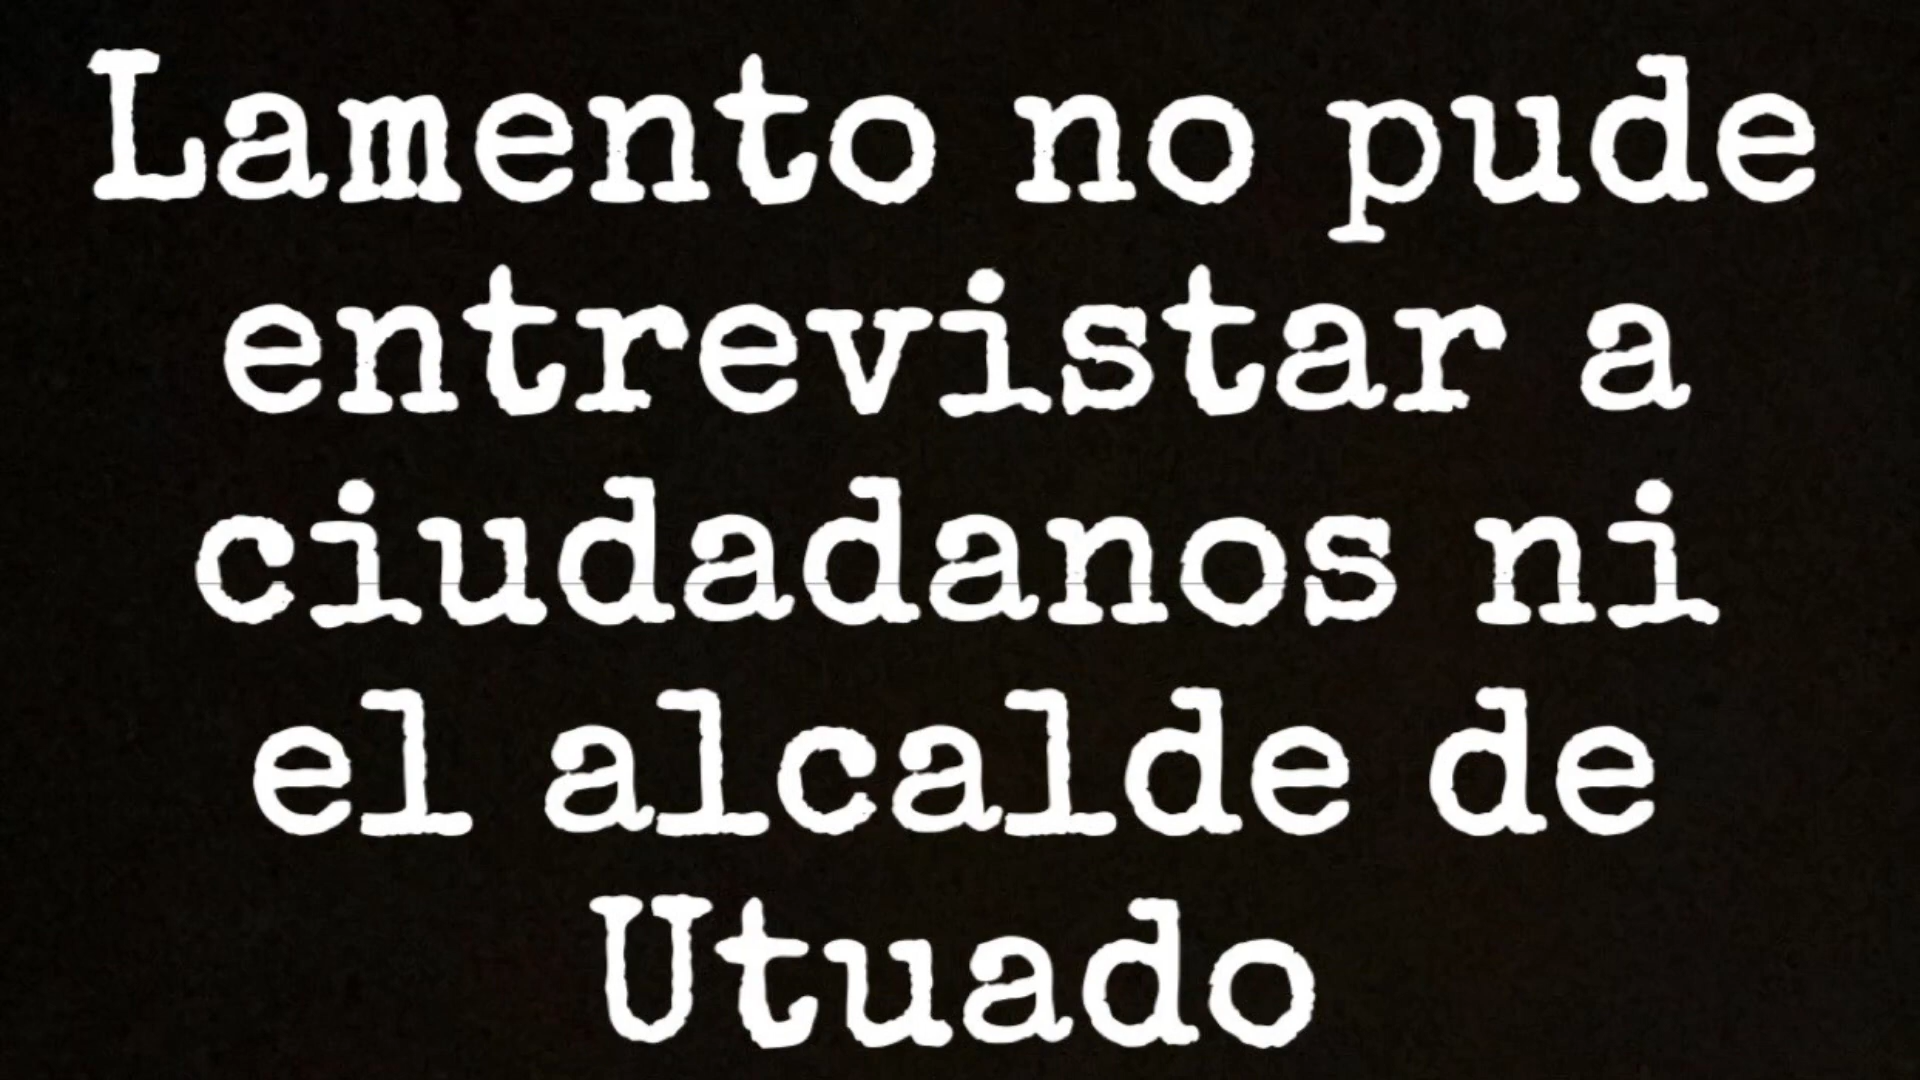 Lamento no pude
entrevistar a
ciudadanos ni
el alcalde de
Utuado